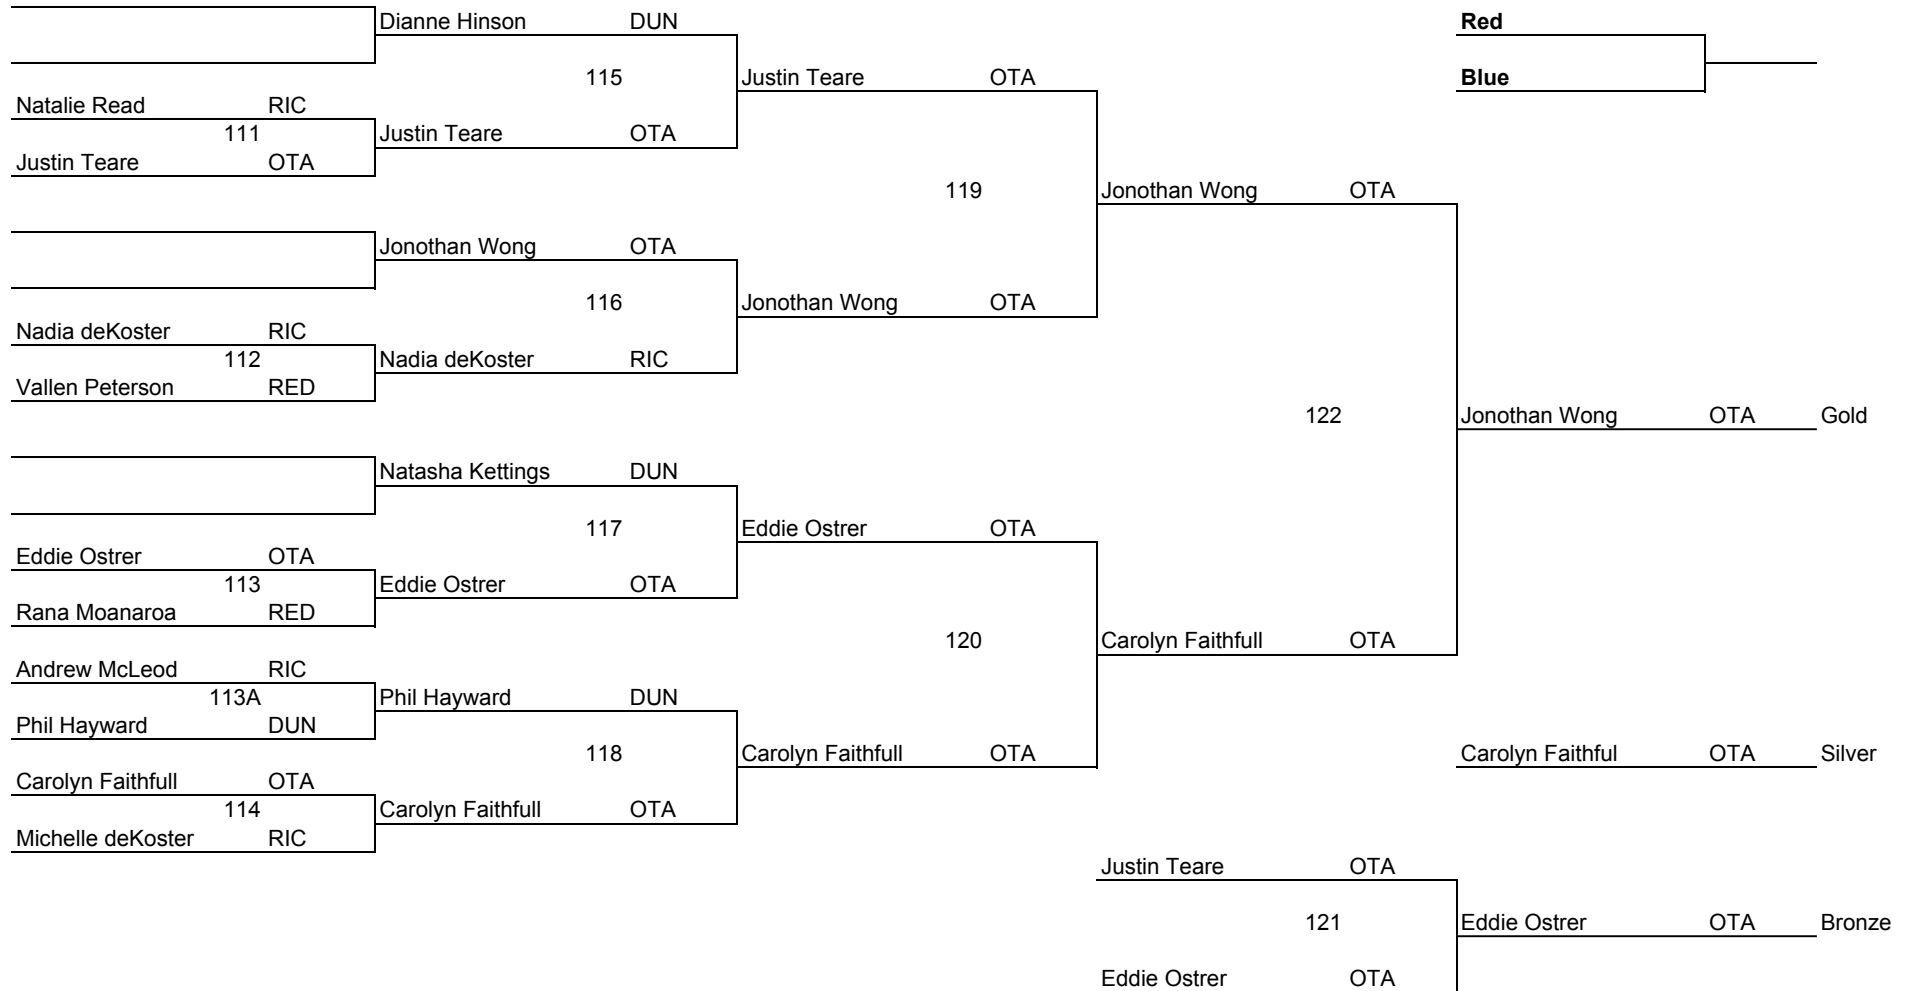 Dianne Hinson DUN Red
115 Justin Teare OTA Blue
Natalie Read RIC
111 Justin Teare OTA
Justin Teare OTA
119 Jonothan Wong OTA
Jonothan Wong OTA
116 Jonothan Wong OTA
Nadia deKoster RIC
112 Nadia deKoster RIC
Vallen Peterson RED
122 Jonothan Wong OTA Gold
Natasha Kettings DUN
117 Eddie Ostrer OTA
Eddie Ostrer OTA
113 Eddie Ostrer OTA
Rana Moanaroa RED
120 Carolyn Faithfull OTA
Andrew McLeod RIC
113A Phil Hayward DUN
Phil Hayward DUN
118 Carolyn Faithfull OTA Carolyn Faithful OTA Silver
Carolyn Faithfull OTA
114 Carolyn Faithfull OTA
Michelle deKoster RIC
Justin Teare OTA
121 Eddie Ostrer OTA Bronze
Eddie Ostrer OTA